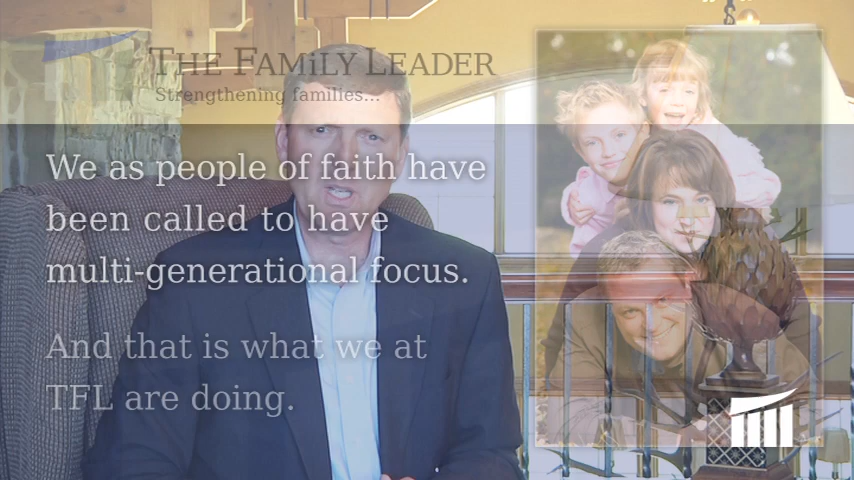 THE FAMiLY LEADER
Strengthening families...
We as people of faith have
been called to have
multi-generational focus.
And that is what we at
TFL are doing.